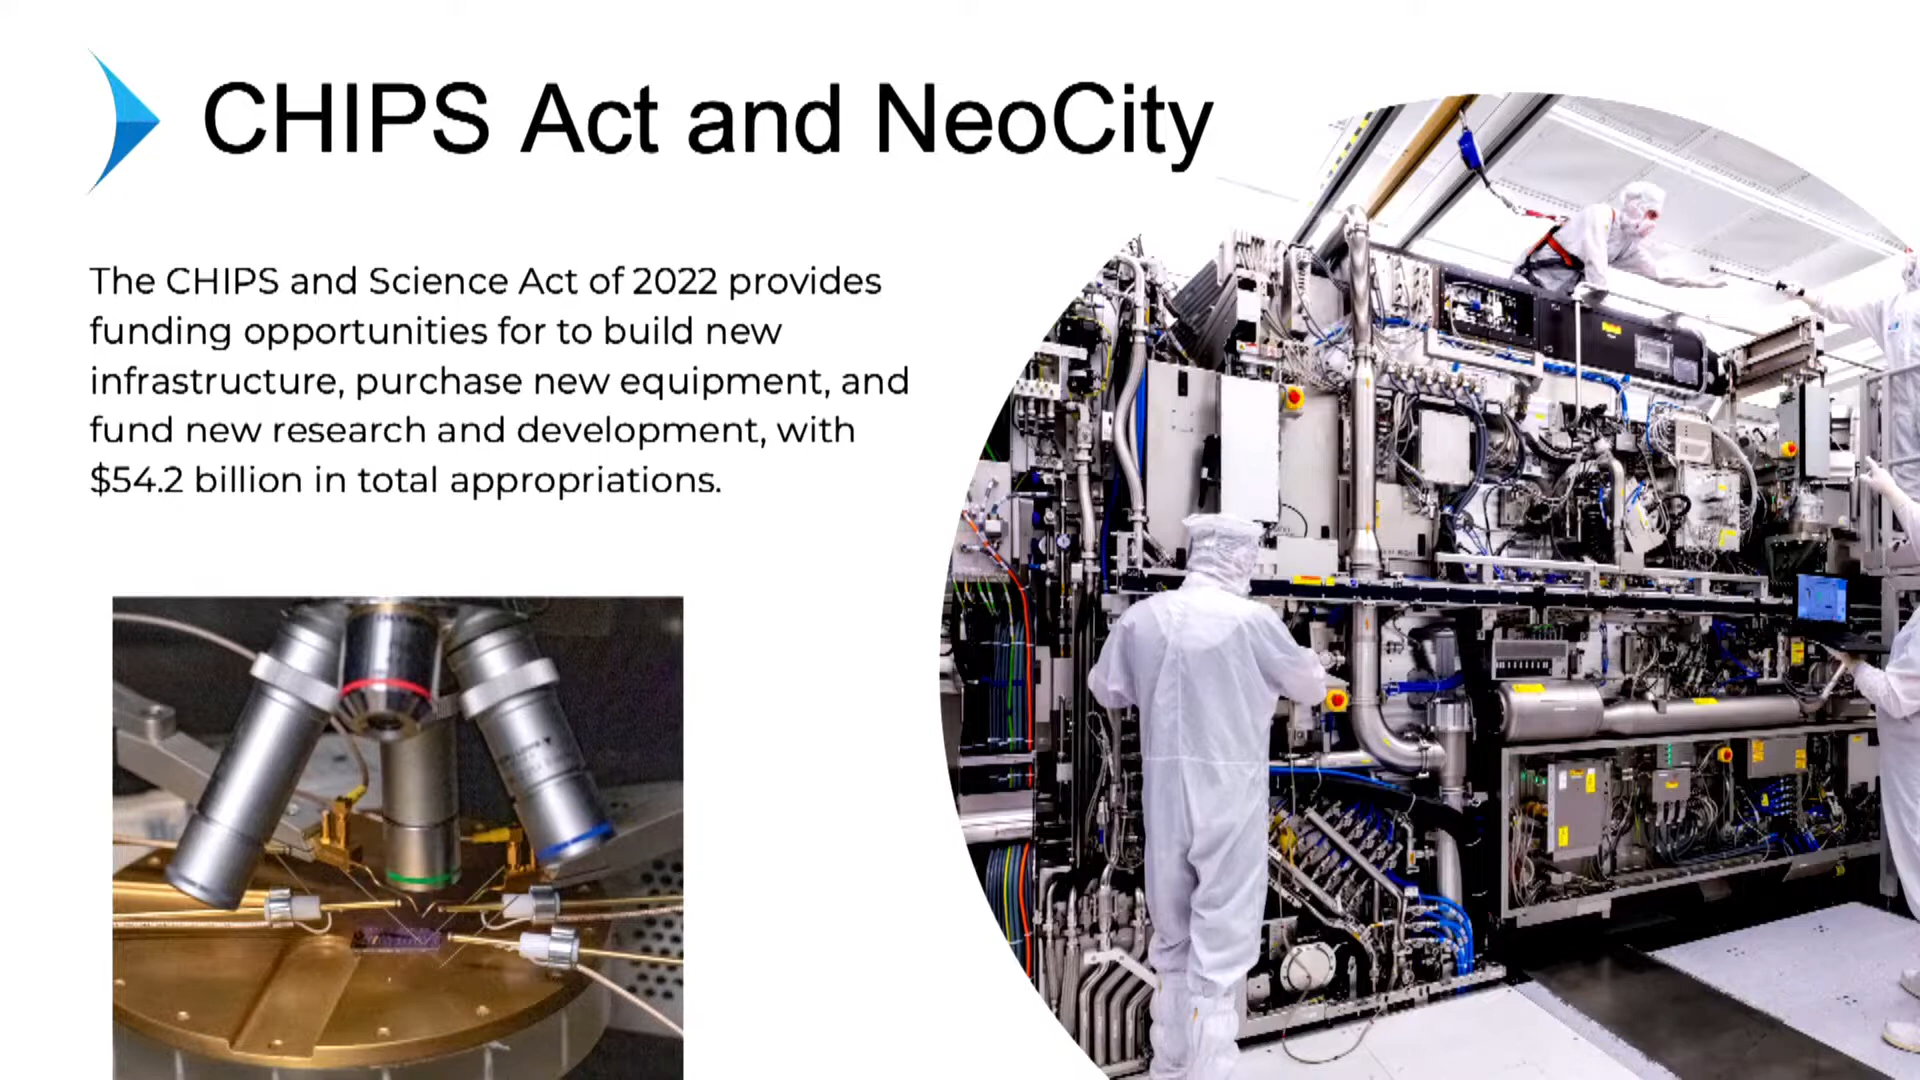 CHIPS Act and NeoCity
The CHIPS and Science Act of 2022 provides
funding opportunities for to build new
infrastructure, purchase new equipment, and
fund new research and development, with
$54.2 billion in total appropriations.